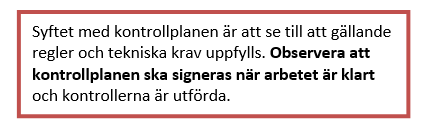 Syftet med kontrollplanen är att se till att gällande
regler och tekniska krav uppfylls. Observera att
kontrollplanen ska signeras när arbetet är klart
och kontrollerna är utförda.